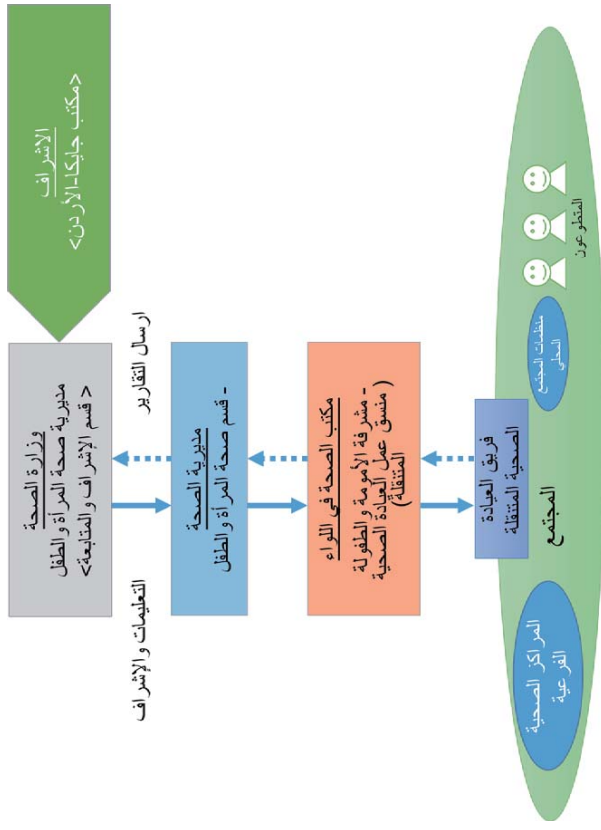 الاشراف
<مكتب جايكا-الأردن>
وزارة الصحة
مديرية صحة المرأة والطفل
< قسم الإشراف والمتابعة>
ارسال التقارير
التعليمات والإشراف
مديرية الصحة
- قسم صحة المرأة والطفل
مكتب الصحة في اللواء
- مشرفة الأمومة والطفولة
( منسق عمل العيادة الصحية
المتنقلة)
فريق العيادة
الصحية المتنقلة
المتطوعون
منظمات المجتمع
المحلي
المجتمع
المراكز الصحية
الفرعية